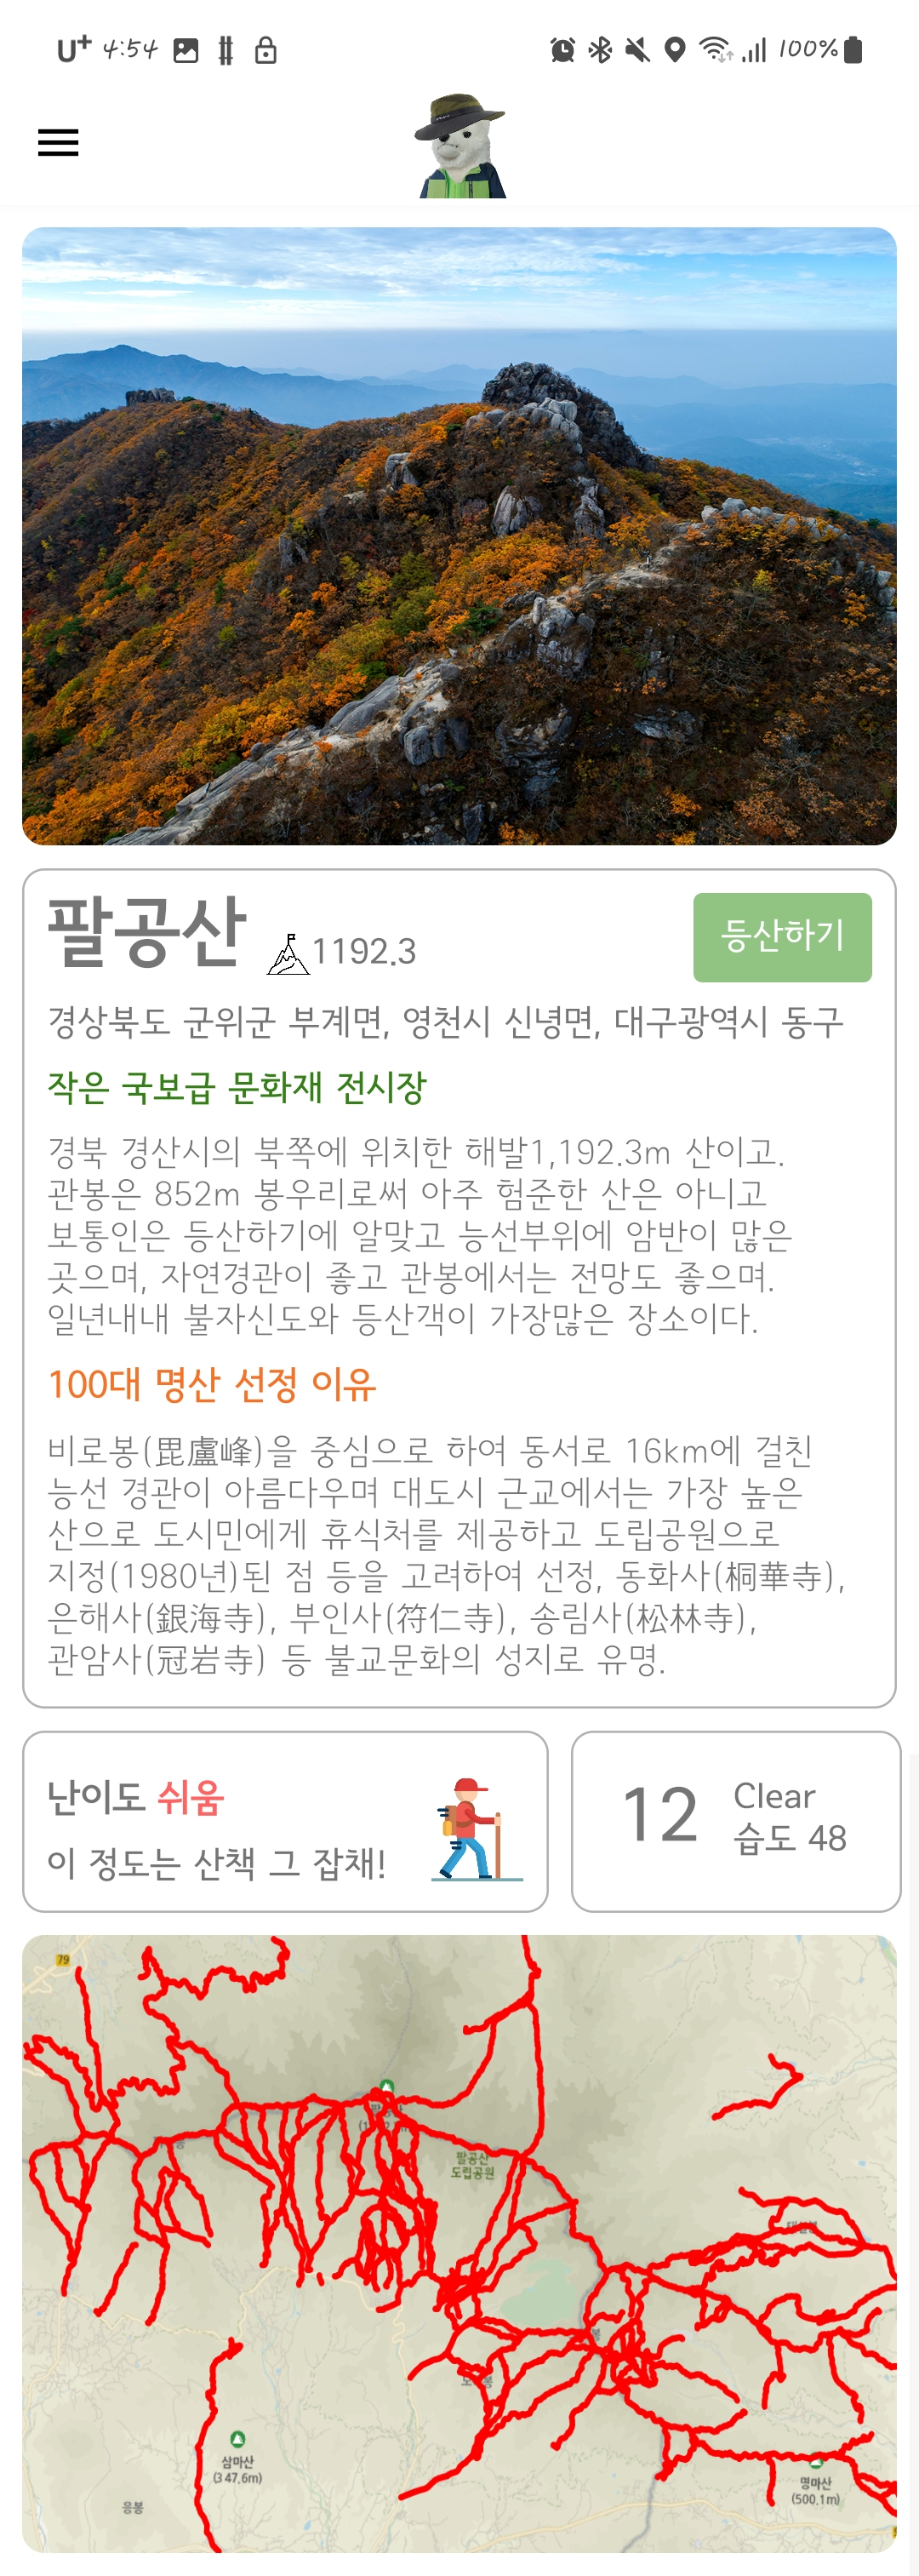 U+ 4:54 100%
팔공산 1192.3 등산하기
경상북도 군위군 부계면, 영천시 신녕면, 대구광역시 동구
작은 국보급 문화재 전시장
경북 경산시의 북쪽에 위치한 해발1,192.3m 산이고.
관봉은 852m 봉우리로써 아주 험준한 산은 아니고
보통인은 등산하기에 알맞고 능선부위에 암반이 많은
곳으며, 자연경관이 좋고 관봉에서는 전망도 좋으며.
일년내내 불자신도와 등산객이 가장많은 장소이다.
100대 명산 선정 이유
비로봉(毘盧峰)을 중심으로 하여 동서로 16km에 걸친
능선 경관이 아름다우며 대도시 근교에서는 가장 높은
산으로 도시민에게 휴식처를 제공하고 도립공원으로
지정(1980년)된 점 등을 고려하여 선정, 동화사(桐華寺),
은해사(銀海寺), 부인사(符仁寺), 송림사(松林寺),
관암사(冠岩寺) 등 불교문화의 성지로 유명.
난이도 쉬움
이 정도는 산책 그 잡채!
12
Clear
습도 48
79
팔공산
도립공원
삼마산
(347.6m)
응봉
명마산
(500.1m)